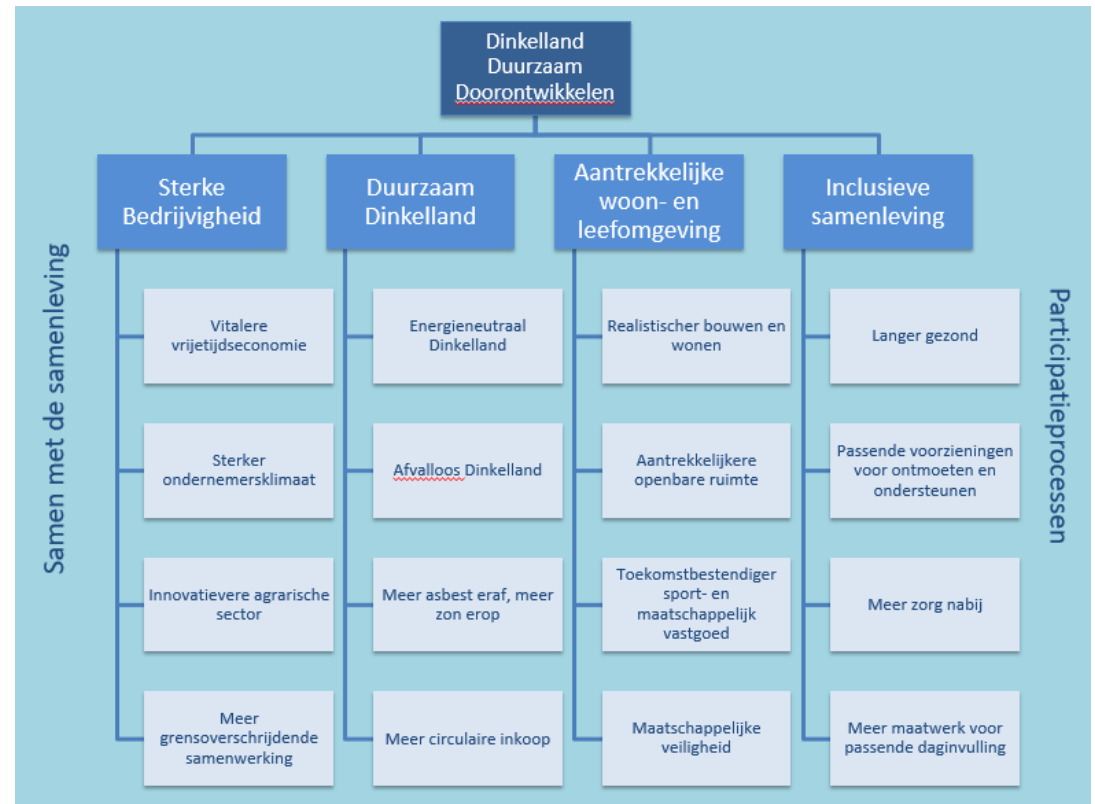 Dinkelland
Duurzaam
Doorontwikkelen
Sterke
Bedrijvigheid
Duurzaam
Dinkelland
Aantrekkelijke
woon- en
leefomgeving
Inclusieve
samenleving
Samen met de samenleving
Vitalere
vrijetijdseconomie
Sterker
ondernemersklimaat
Innovatievere agrarische
sector
Meer
grensoverschrijdende
samenwerking
Energieneutraal
Dinkelland
Afvalloos Dinkelland
Meer asbest eraf, meer
zon erop
Meer circulaire inkoop
Realistischer bouwen en
wonen
Aantrekkelijkere
openbare ruimte
Toekomstbestendiger
sport- en
maatschappelijk
vastgoed
Maatschappelijke
veiligheid
Langer gezond
Passende voorzieningen
voor ontmoeten en
ondersteunen
Meer zorg nabij
Meer maatwerk voor
passende daginvulling
Participatieprocessen